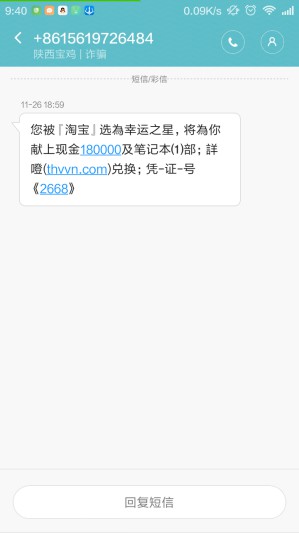 9:40
0.09K/s
+8615619726484
陕西宝鸡 | 诈骗
短信/彩信
11-26 18:59
您被『淘宝』选為幸运之星,将為你
献上现金180000及笔记本⑴部；詳
噔(thvvn.com)兑换；凭-证-号
《2668》
回复短信